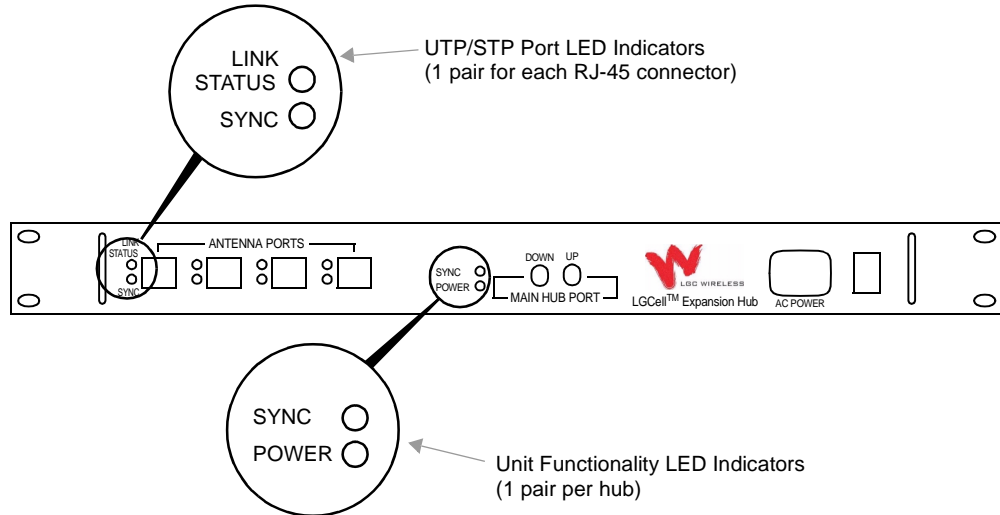 LINK
STATUS
SYNC
UTP/STP Port LED Indicators
(1 pair for each RJ-45 connector)
LINK
STATUS
SYNC
ANTENNA PORTS
SYNC
POWER
DOWN UP
MAIN HUB PORT
LGC WIRELESS
LGCell™ Expansion Hub
AC POWER
SYNC
POWER
Unit Functionality LED Indicators
(1 pair per hub)